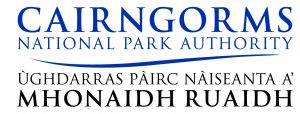 CAIRNGORMS
NATIONAL PARK AUTHORITY
ÙGHDARRAS PÀIRC NÀISEANTA A’
MHONAIDH RUAIDH